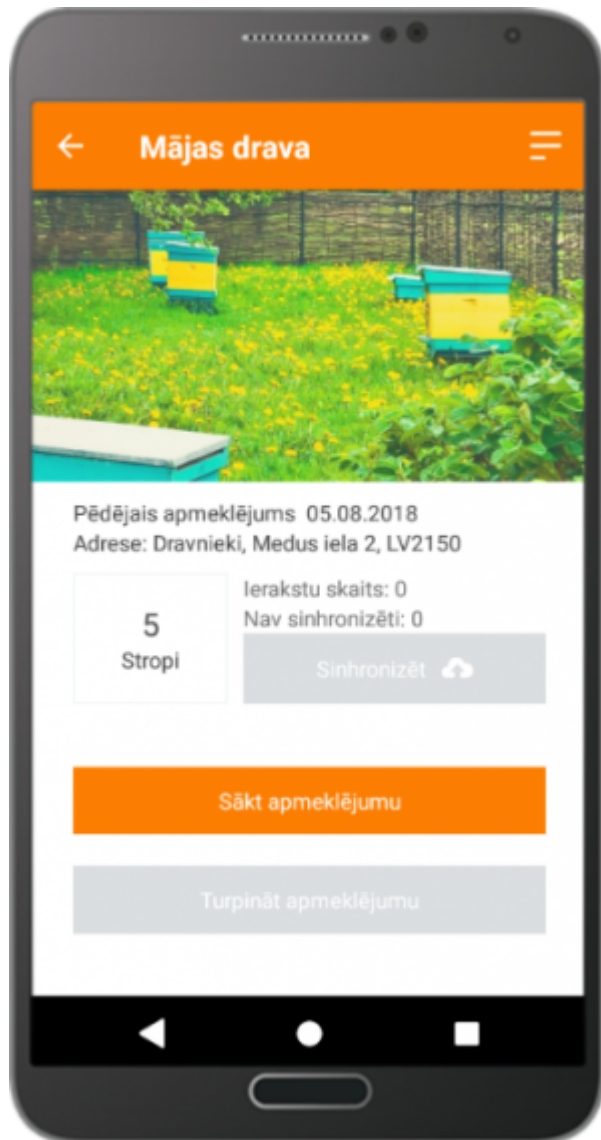 Mājas drava
Pēdējais apmeklējums 05.08.2018
Adrese: Dravnieki, Medus iela 2, LV2150
5
Stropi
Ierakstu skaits: 0
Nav sinhronizēti: 0
Sinhronizēt
Sākt apmeklējumu
Turpināt apmeklējumu